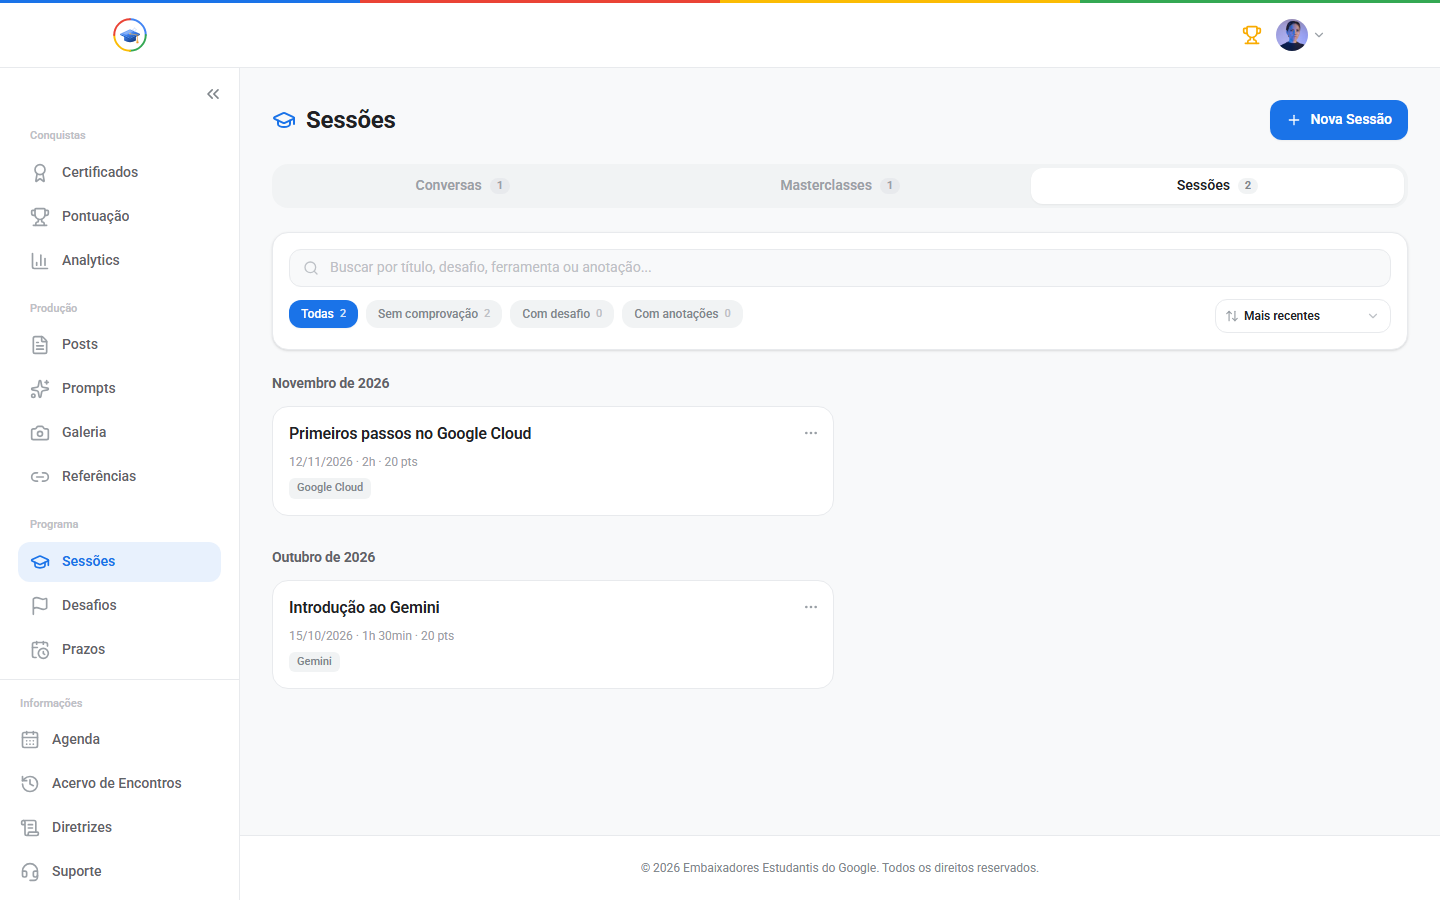 Conquistas
Certificados
Pontuação
Analytics
Produção
Posts
Prompts
Galeria
Referências
Programa
Sessões
Desafios
Prazos
Informações
Agenda
Acervo de Encontros
Diretrizes
Suporte
Sessões
Nova Sessão
Conversas 1
Masterclasses 1
Sessões 2
Buscar por título, desafio, ferramenta ou anotação...
Todas 2
Sem comprovação 2
Com desafio 0
Com anotações 0
Mais recentes
Novembro de 2026
Primeiros passos no Google Cloud
12/11/2026 · 2h · 20 pts
Google Cloud
Outubro de 2026
Introdução ao Gemini
15/10/2026 · 1h 30min · 20 pts
Gemini
© 2026 Embaixadores Estudantis do Google. Todos os direitos reservados.